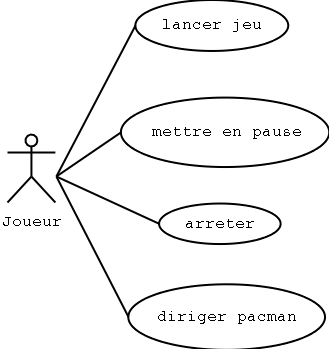 lancer jeu
mettre en pause
Joueur
arreter
diriger pacman